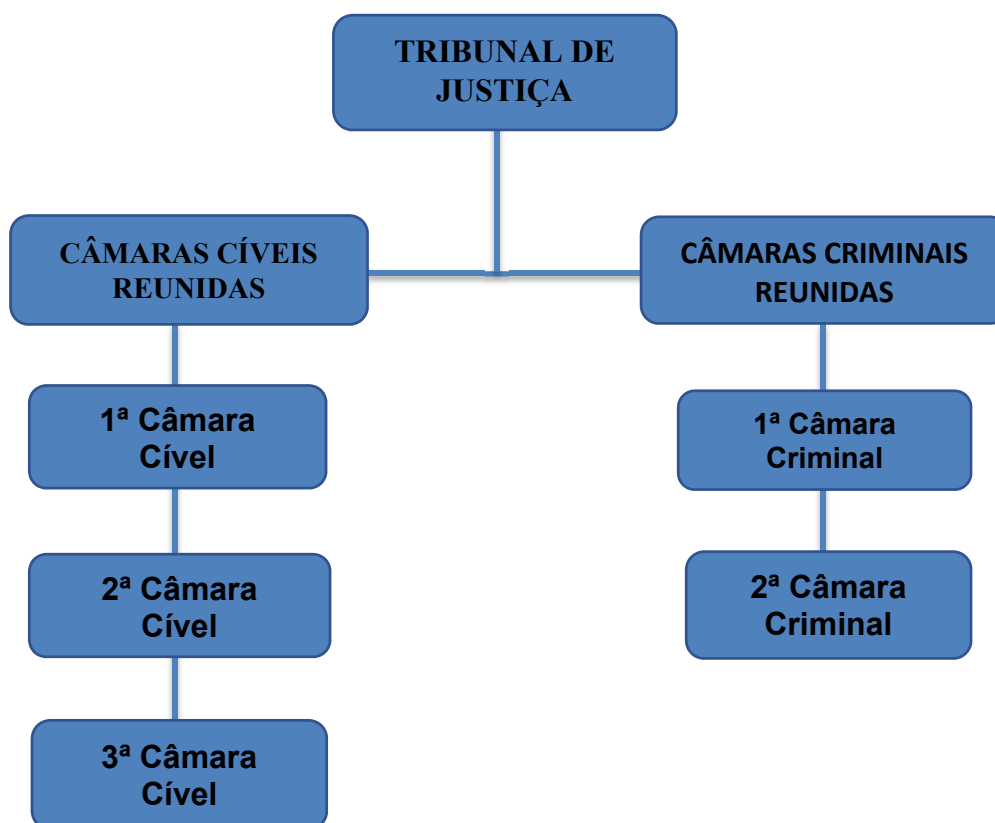 TRIBUNAL DE
JUSTIÇA
CÂMARAS CÍVEIS
REUNIDAS
CÂMARAS CRIMINAIS
REUNIDAS
1ª Câmara
Cível
1ª Câmara
Criminal
2ª Câmara
Cível
2ª Câmara
Criminal
3ª Câmara
Cível